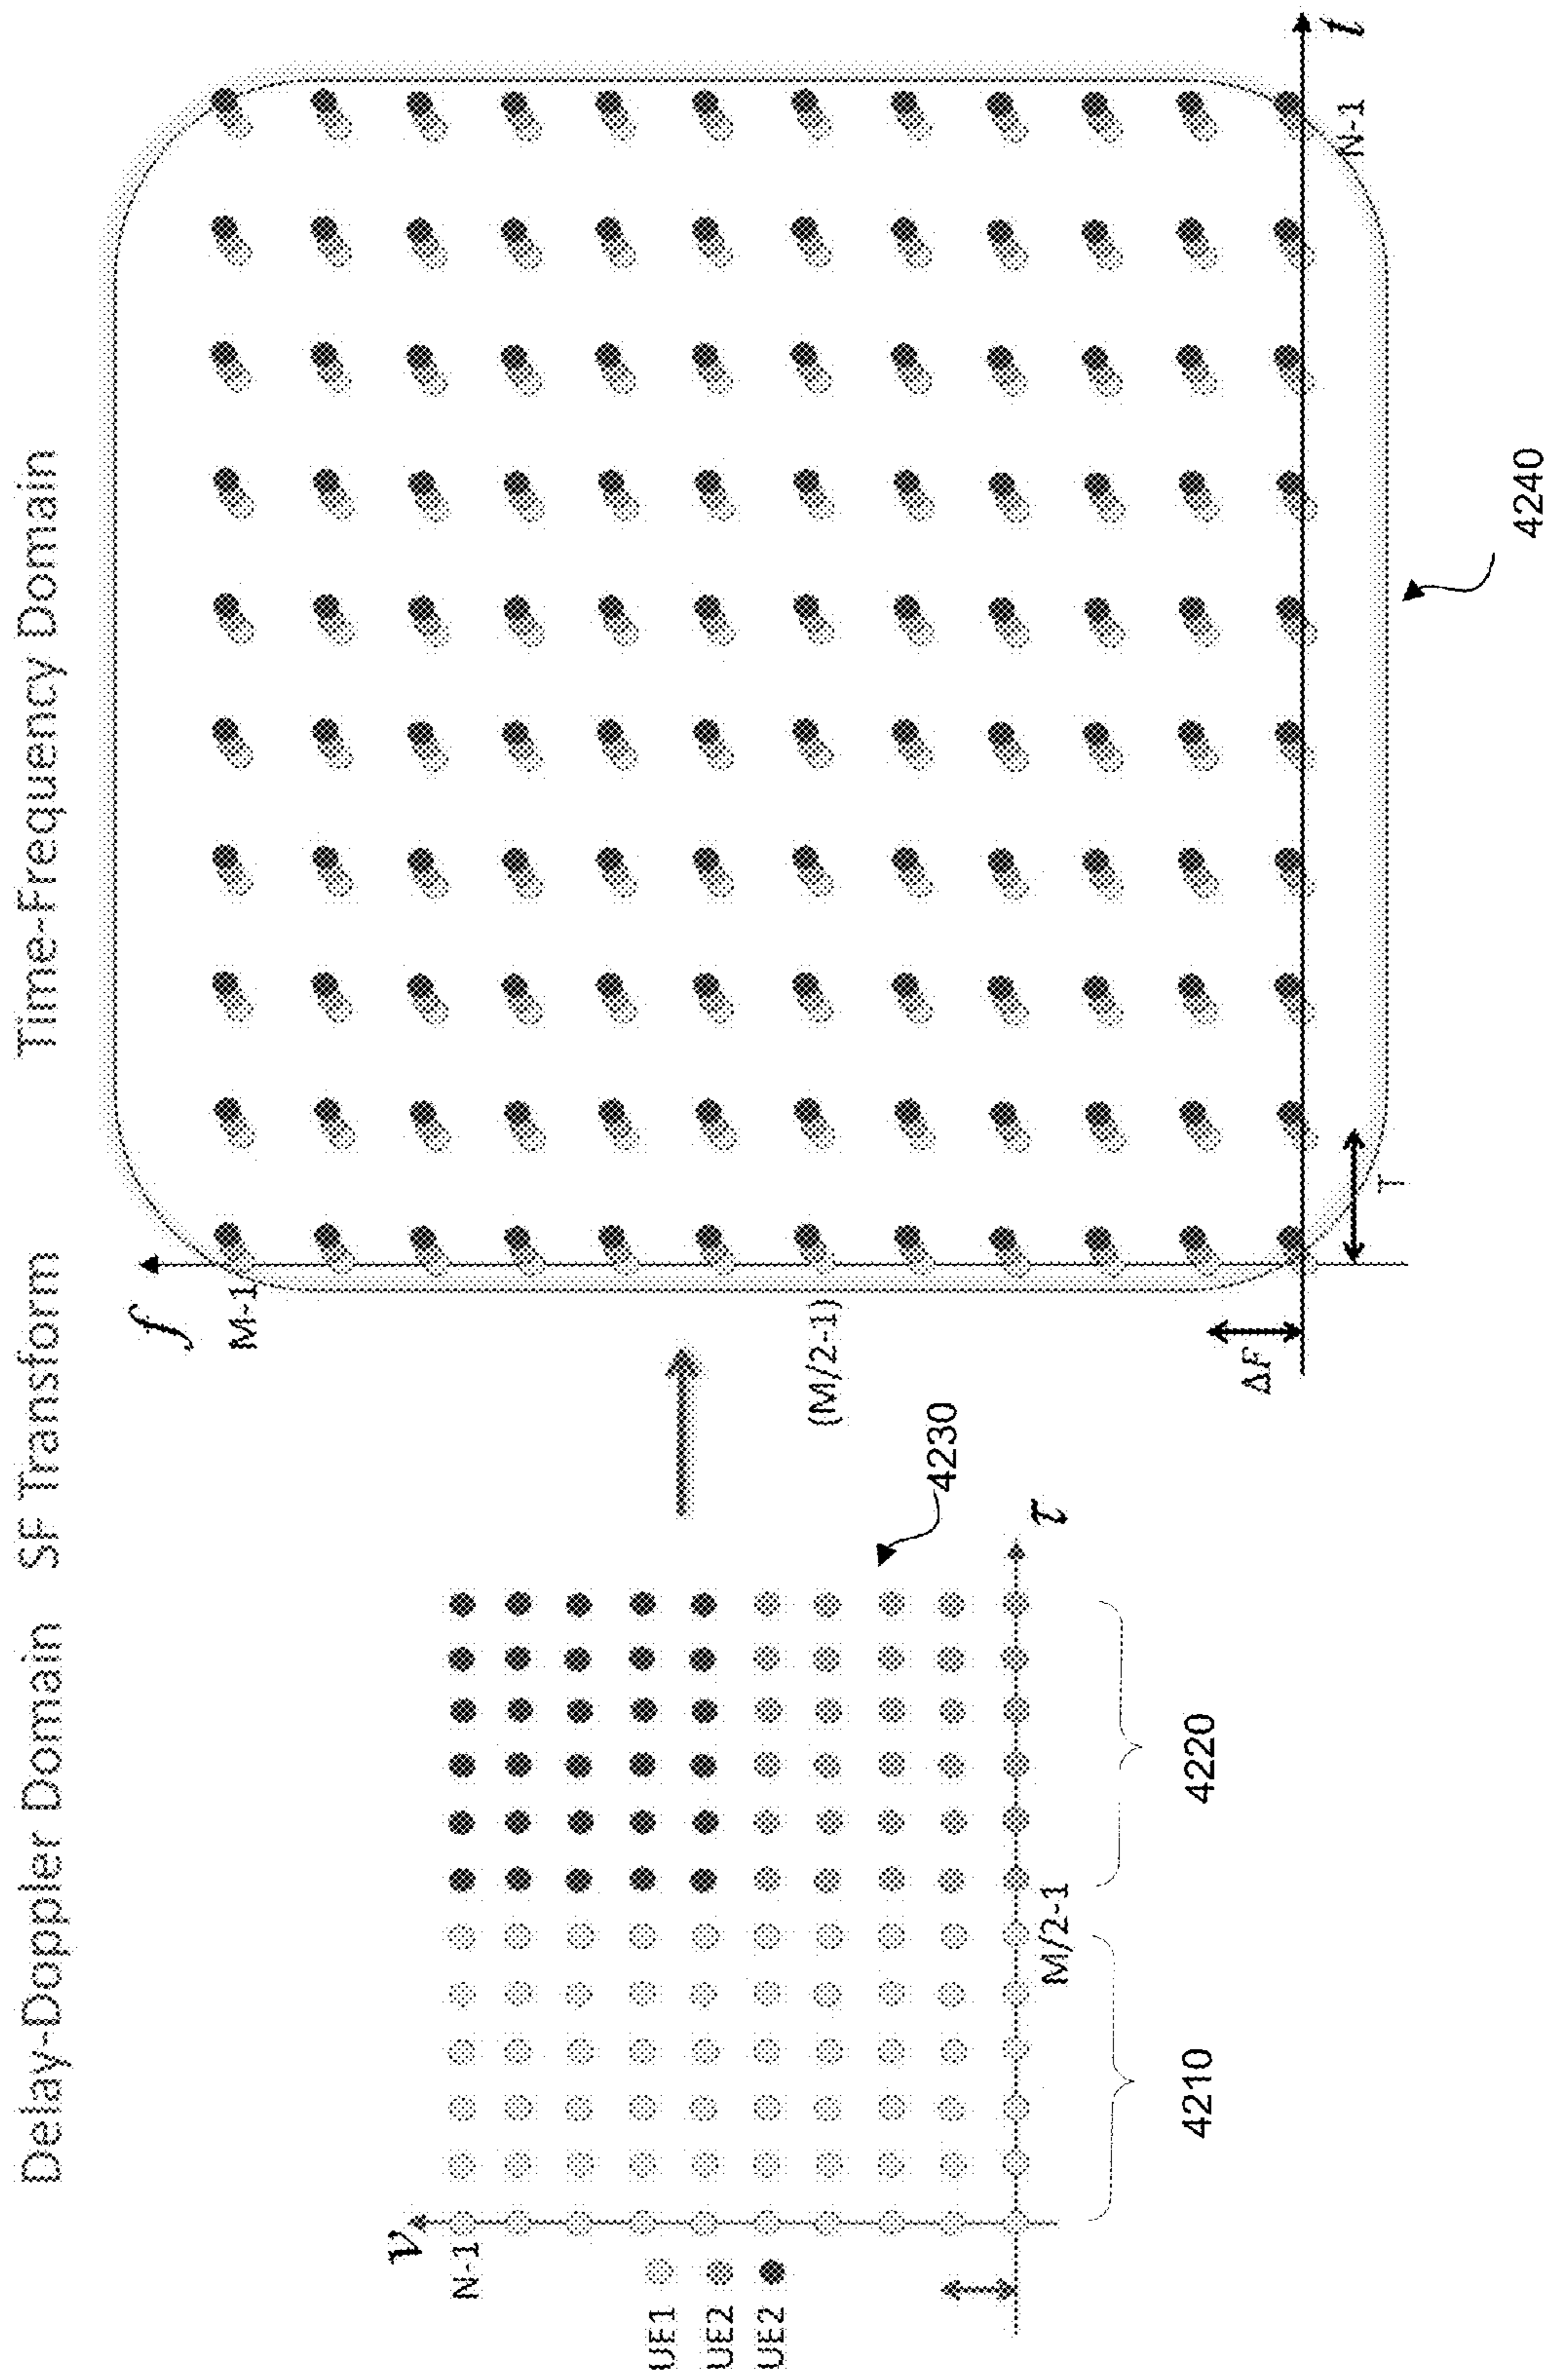 Delay-Doppler Domain
SF Transform
Time-Frequency Domain
ν
N-1
UE1
UE2
UE2
τ
M/2-1
4210
4220
4230
f
M-1
(M/2-1)
ΔF
T
N-1
t
4240